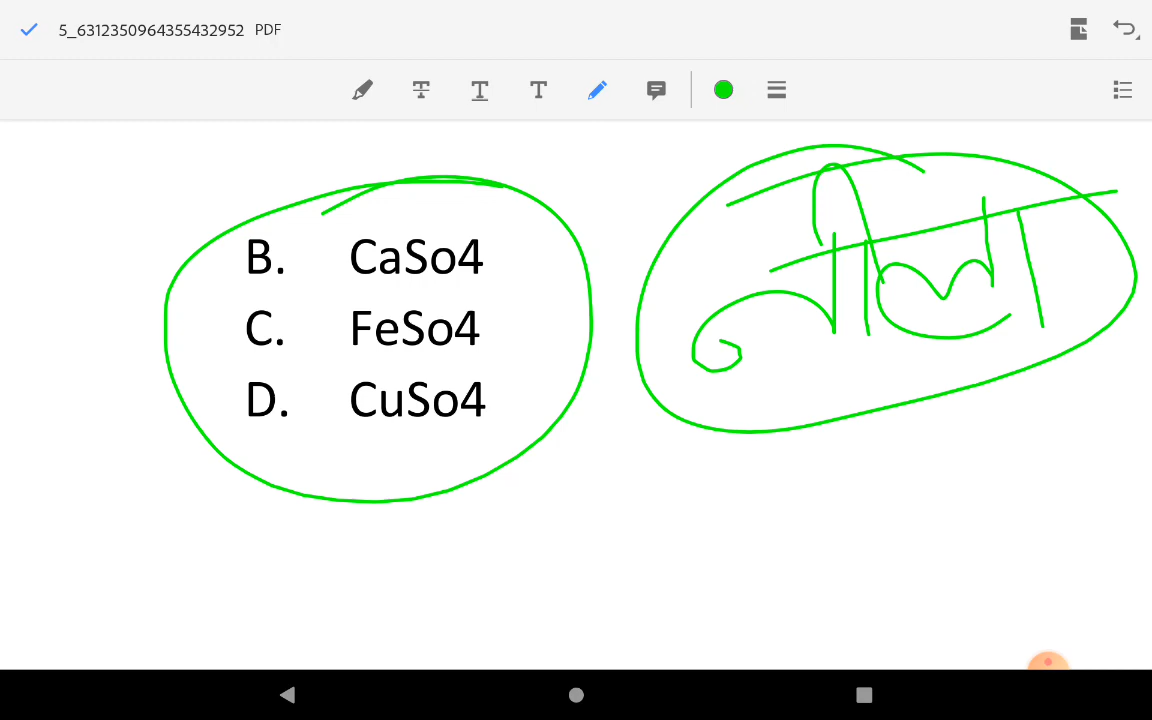 5_6312350964355432952 PDF
नीला
B. CaSo4
C. FeSo4
D. CuSo4